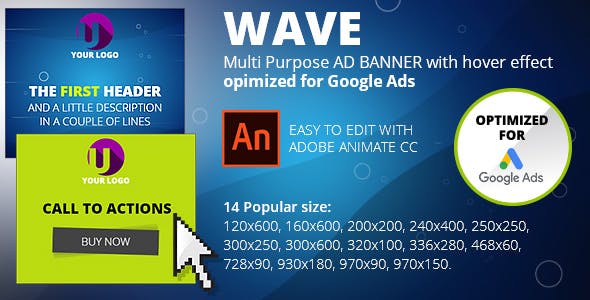 U
YOUR LOGO
THE FIRST HEADER
AND A LITTLE DESCRIPTION
IN A COUPLE OF LINES
U
YOUR LOGO
CALL TO ACTIONS
BUY NOW
WAVE
Multi Purpose AD BANNER with hover effect
opimized for Google Ads
An
EASY TO EDIT WITH
ADOBE ANIMATE CC
OPTIMIZED
FOR
Google Ads
14 Popular size:
120x600, 160x600, 200x200, 240x400, 250x250,
300x250, 300x600, 320x100, 336x280, 468x60,
728x90, 930x180, 970x90, 970x150.